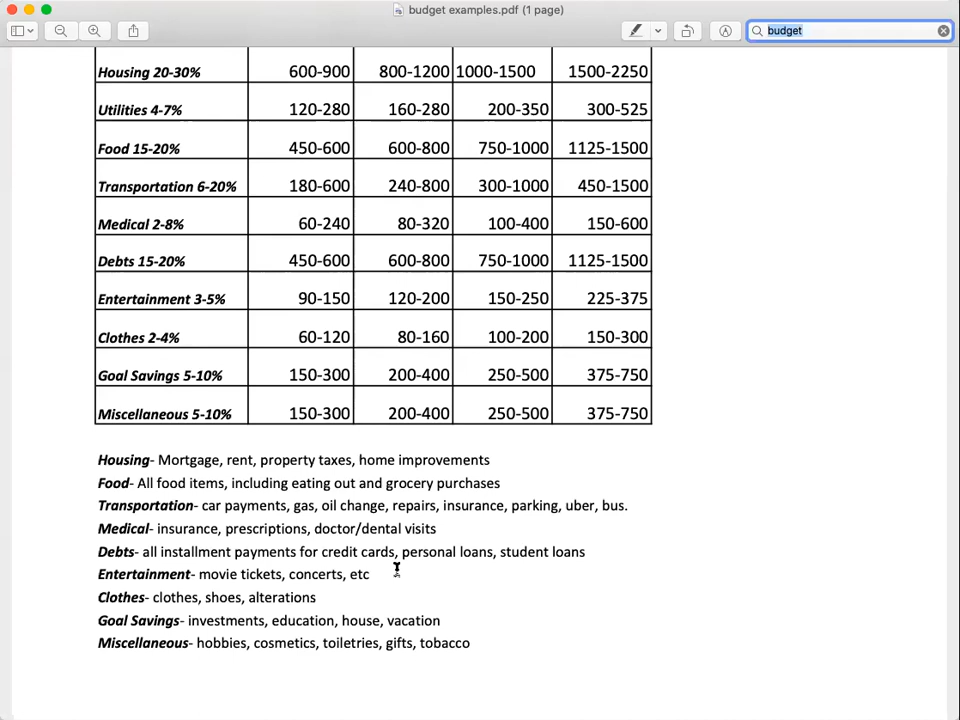 budget examples.pdf (1 page)
budget
Housing 20-30% 600-900 800-1200 1000-1500 1500-2250
Utilities 4-7% 120-280 160-280 200-350 300-525
Food 15-20% 450-600 600-800 750-1000 1125-1500
Transportation 6-20% 180-600 240-800 300-1000 450-1500
Medical 2-8% 60-240 80-320 100-400 150-600
Debts 15-20% 450-600 600-800 750-1000 1125-1500
Entertainment 3-5% 90-150 120-200 150-250 225-375
Clothes 2-4% 60-120 80-160 100-200 150-300
Goal Savings 5-10% 150-300 200-400 250-500 375-750
Miscellaneous 5-10% 150-300 200-400 250-500 375-750
Housing- Mortgage, rent, property taxes, home improvements
Food- All food items, including eating out and grocery purchases
Transportation- car payments, gas, oil change, repairs, insurance, parking, uber, bus.
Medical- insurance, prescriptions, doctor/dental visits
Debts- all installment payments for credit cards, personal loans, student loans
Entertainment- movie tickets, concerts, etc
Clothes- clothes, shoes, alterations
Goal Savings- investments, education, house, vacation
Miscellaneous- hobbies, cosmetics, toiletries, gifts, tobacco